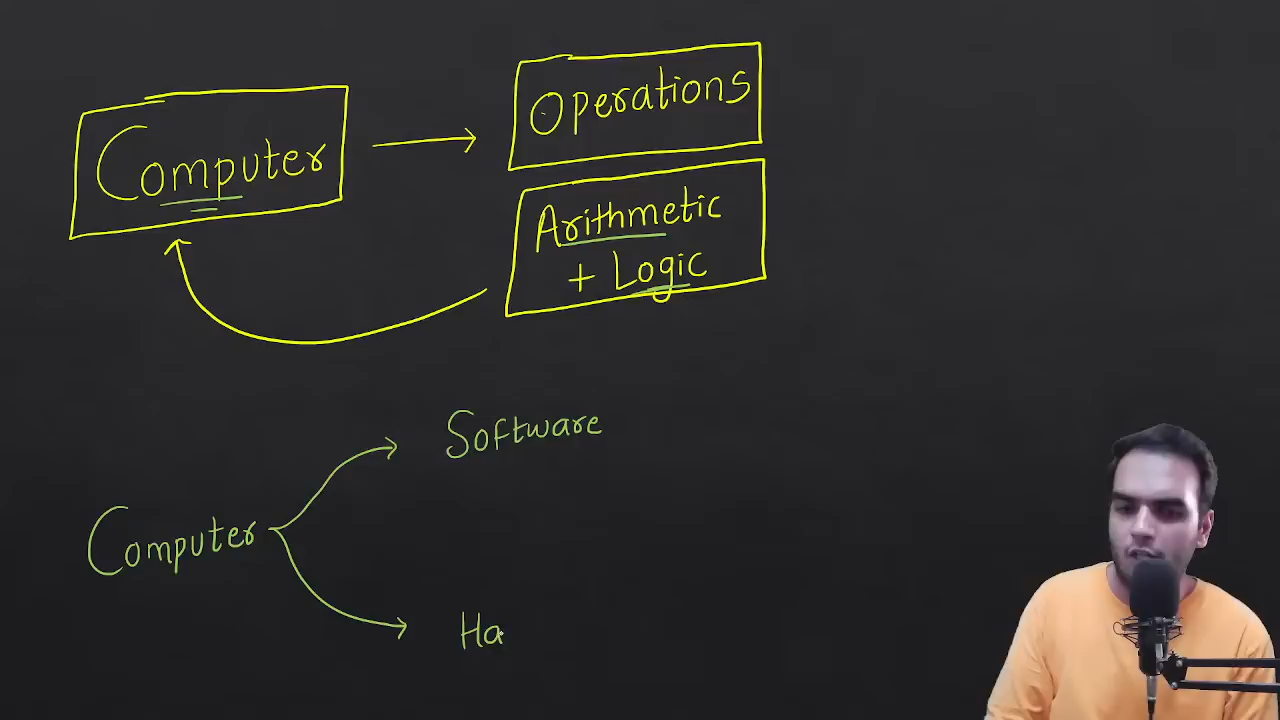 Computer
Operations
Arithmetic
+ Logic
Software
Computer
Ha